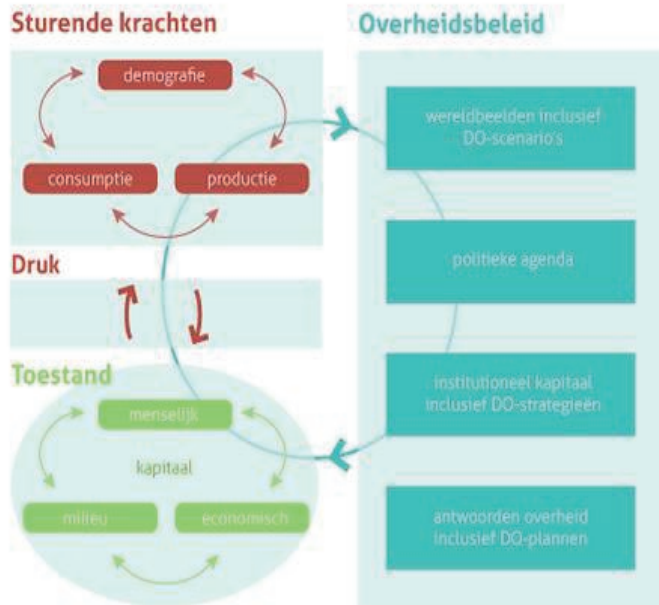 Sturende krachten
demografie
consumptie
productie
Druk
Toestand
menselijk
kapitaal
milieu
economisch
Overheidsbeleid
wereldbeelden inclusief
DO-scenario's
politieke agenda
institutioneel kapitaal
inclusief DO-strategieën
antwoorden overheid
inclusief DO-plannen